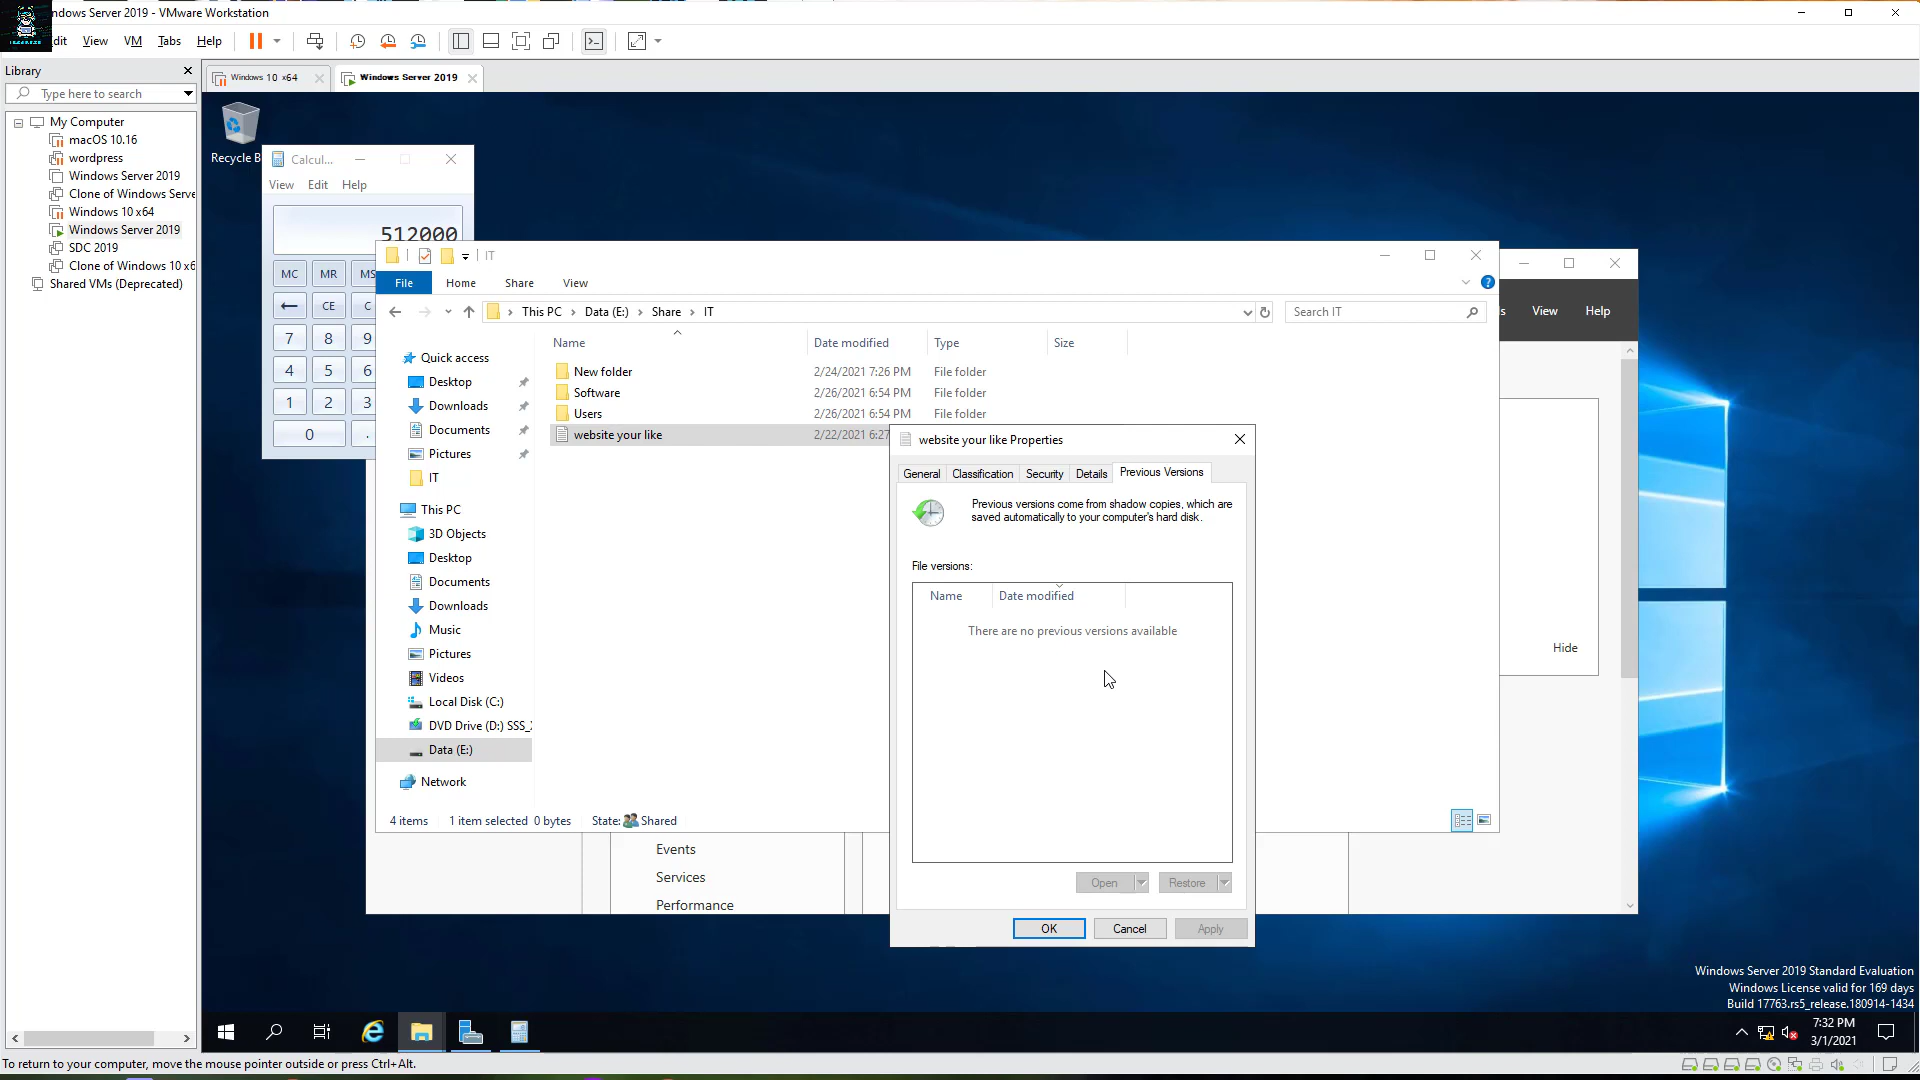 ndows Server 2019 - VMware Workstation
dit View VM Tabs Help
Library
Type here to search
My Computer
macOS 10.16
wordpress
Windows Server 2019
Clone of Windows Serve
Windows 10 x64
Windows Server 2019
SDC 2019
Clone of Windows 10 x6
Shared VMs (Deprecated)
Windows 10 x64
Windows Server 2019
Recycle B
Calcul...
View Edit Help
512000
MC MR MS
← CE C
7 8 9
4 5 6
1 2 3
0 .
IT
File Home Share View
This PC > Data (E:) > Share > IT
Search IT
Name Date modified Type Size
New folder 2/24/2021 7:26 PM File folder
Software 2/26/2021 6:54 PM File folder
Users 2/26/2021 6:54 PM File folder
website your like 2/22/2021 6:27
Quick access
Desktop
Downloads
Documents
Pictures
IT
This PC
3D Objects
Desktop
Documents
Downloads
Music
Pictures
Videos
Local Disk (C:)
DVD Drive (D:) SSS_
Data (E:)
Network
4 items 1 item selected 0 bytes State: Shared
s View Help
Hide
Events
Services
Performance
website your like Properties
General Classification Security Details Previous Versions
Previous versions come from shadow copies, which are
saved automatically to your computer's hard disk.
File versions:
Name Date modified
There are no previous versions available
Open Restore
OK Cancel Apply
Windows Server 2019 Standard Evaluation
Windows License valid for 169 days
Build 17763.rs5_release.180914-1434
7:32 PM
3/1/2021
To return to your computer, move the mouse pointer outside or press Ctrl+Alt.